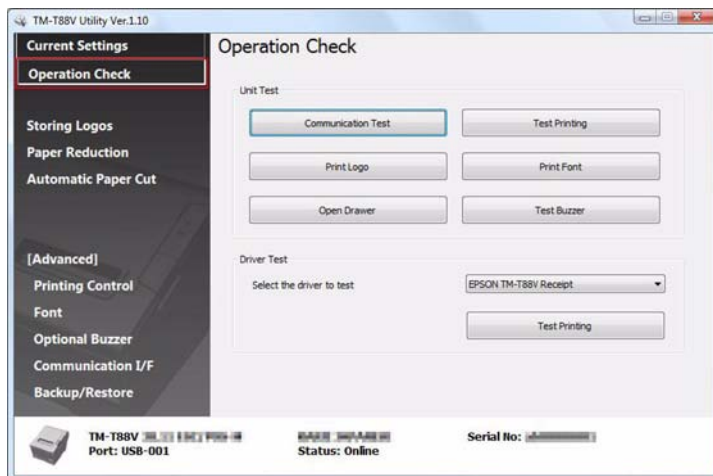 TM-T88V Utility Ver.1.10
Current Settings
Operation Check
Storing Logos
Paper Reduction
Automatic Paper Cut
[Advanced]
Printing Control
Font
Optional Buzzer
Communication I/F
Backup/Restore
Operation Check
Unit Test
Communication Test
Test Printing
Print Logo
Print Font
Open Drawer
Test Buzzer
Driver Test
Select the driver to test
EPSON TM-T88V Receipt
Test Printing
TM-T88V
Port: USB-001
Status: Online
Serial No: